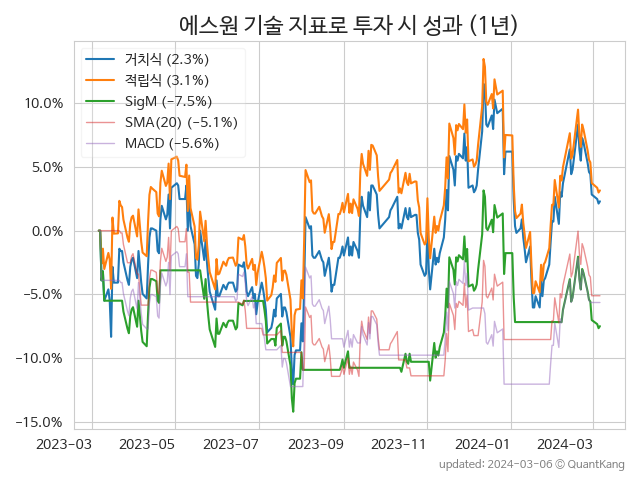 에스원 기술 지표로 투자 시 성과 (1년)
거치식 (2.3%)
적립식 (3.1%)
SigM (−7.5%)
SMA(20) (−5.1%)
MACD (−5.6%)
10.0%
5.0%
0.0%
−5.0%
−10.0%
−15.0%
2023−03 2023−05 2023−07 2023−09 2023−11 2024−01 2024−03
updated: 2024−03−06 ⓒ QuantKang